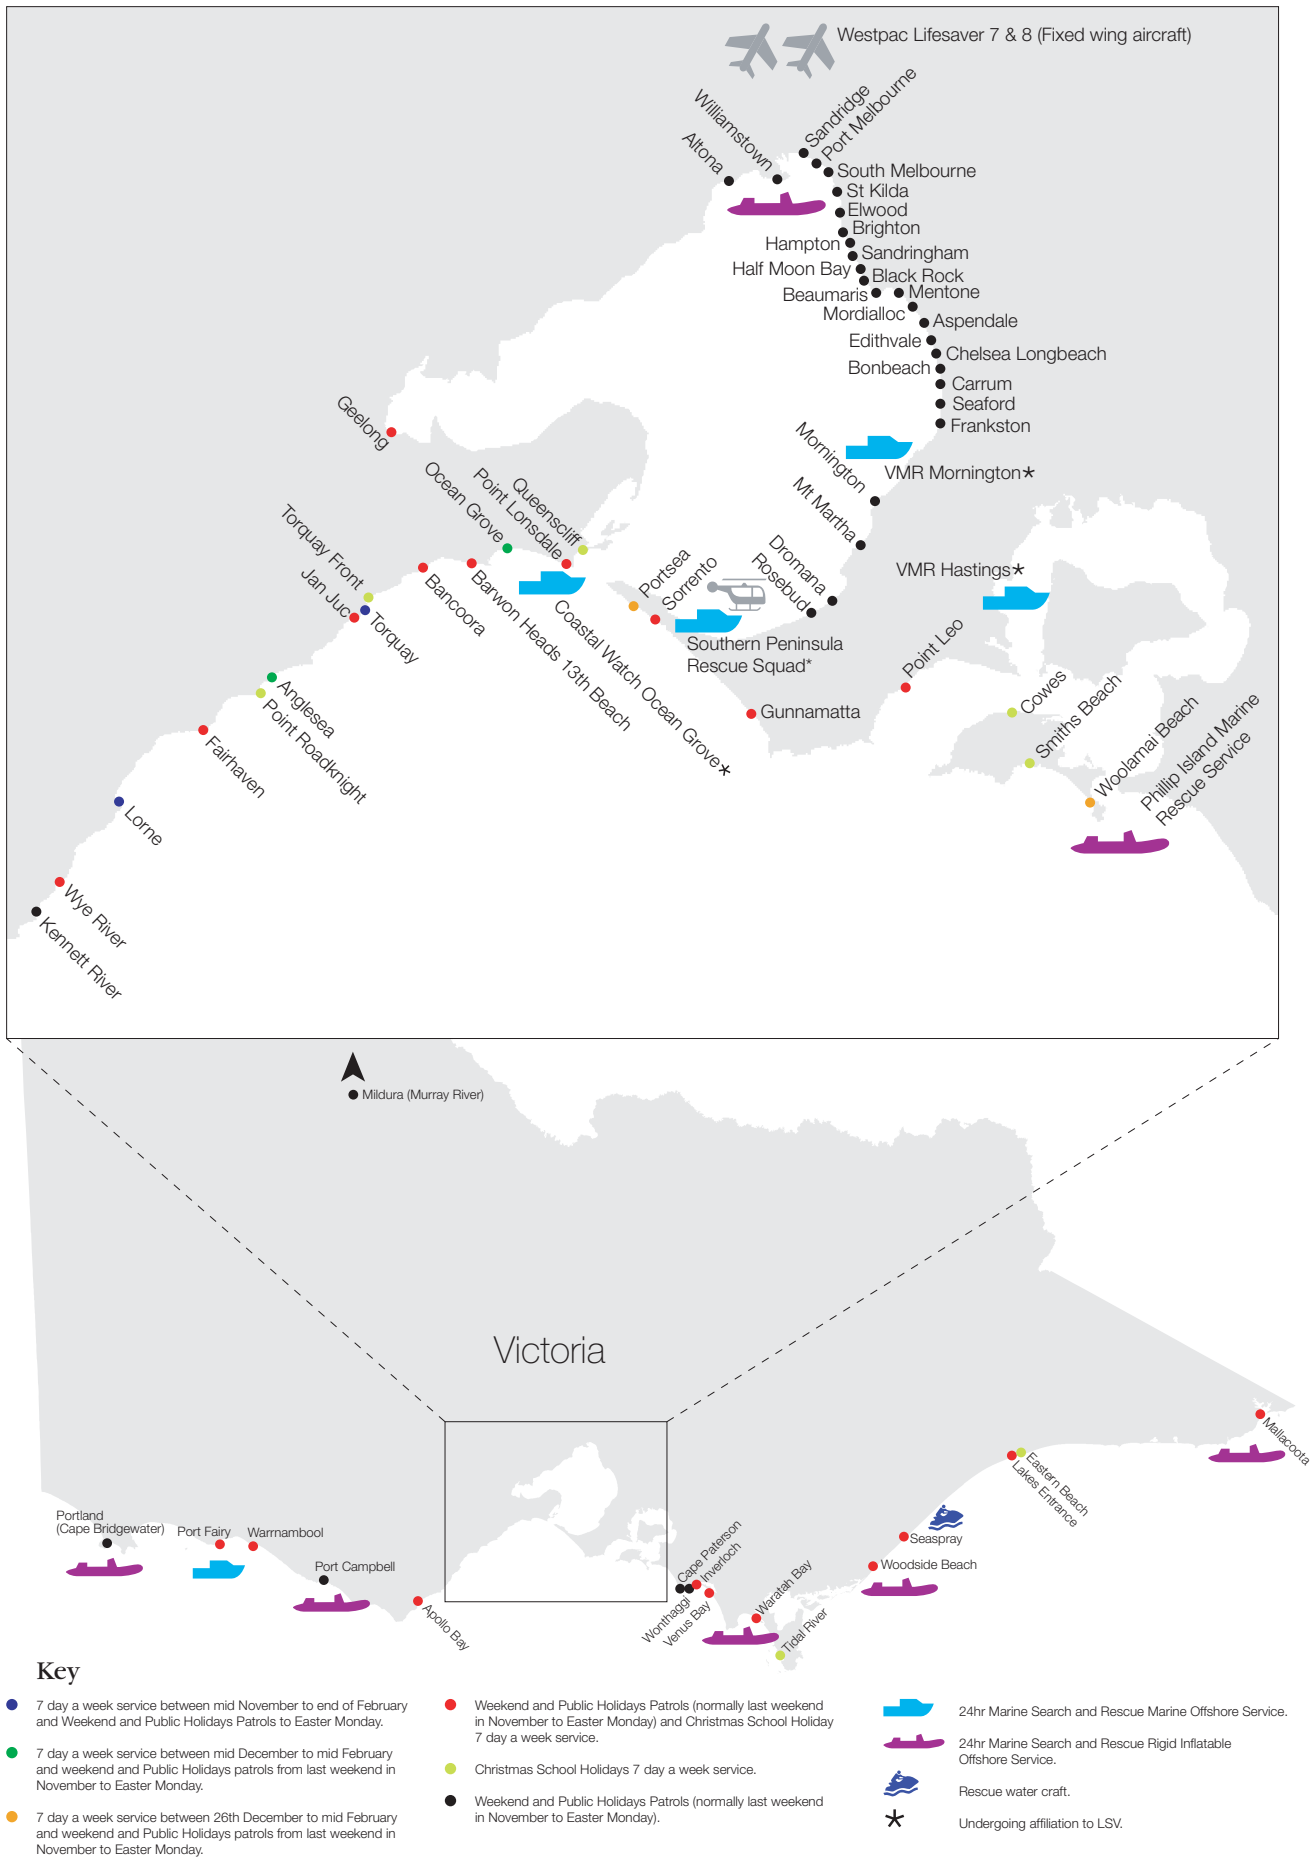 Westpac Lifesaver 7 & 8 (Fixed wing aircraft)
Sandridge
Port Melbourne
Williamstown
Altona
South Melbourne
St Kilda
Elwood
Brighton
Hampton
Sandringham
Half Moon Bay
Black Rock
Beaumaris
Mentone
Mordialloc
Aspendale
Edithvale
Chelsea Longbeach
Bonbeach
Carrum
Seaford
Frankston
Geelong
Mornington
VMR Mornington*
Mt Martha
Ocean Grove
Point Lonsdale
Queenscliff
Torquay Front
Jan Juc
Torquay
Bancoora
Barwon Heads 13th Beach
Coastal Watch Ocean Grove*
Portsea
Sorrento
Dromana
Rosebud
VMR Hastings*
Southern Peninsula
Rescue Squad*
Point Leo
Gunnamatta
Cowes
Smiths Beach
Woolamai Beach
Phillip Island Marine
Rescue Service
Anglesea
Point Roadknight
Fairhaven
Lorne
Wye River
Kennett River
Mildura (Murray River)
Victoria
Mallacoota
Eastern Beach
Lakes Entrance
Portland
(Cape Bridgewater)
Port Fairy
Warrnambool
Port Campbell
Apollo Bay
Cape Paterson
Inverloch
Wonthaggi
Venus Bay
Waratah Bay
Tidal River
Seaspray
Woodside Beach
Key
7 day a week service between mid November to end of February
and Weekend and Public Holidays Patrols to Easter Monday.
7 day a week service between mid December to mid February
and weekend and Public Holidays patrols from last weekend in
November to Easter Monday.
7 day a week service between 26th December to mid February
and weekend and Public Holidays patrols from last weekend in
November to Easter Monday.
Weekend and Public Holidays Patrols (normally last weekend
in November to Easter Monday) and Christmas School Holiday
7 day a week service.
Christmas School Holidays 7 day a week service.
Weekend and Public Holidays Patrols (normally last weekend
in November to Easter Monday).
24hr Marine Search and Rescue Marine Offshore Service.
24hr Marine Search and Rescue Rigid Inflatable
Offshore Service.
Rescue water craft.
* Undergoing affiliation to LSV.